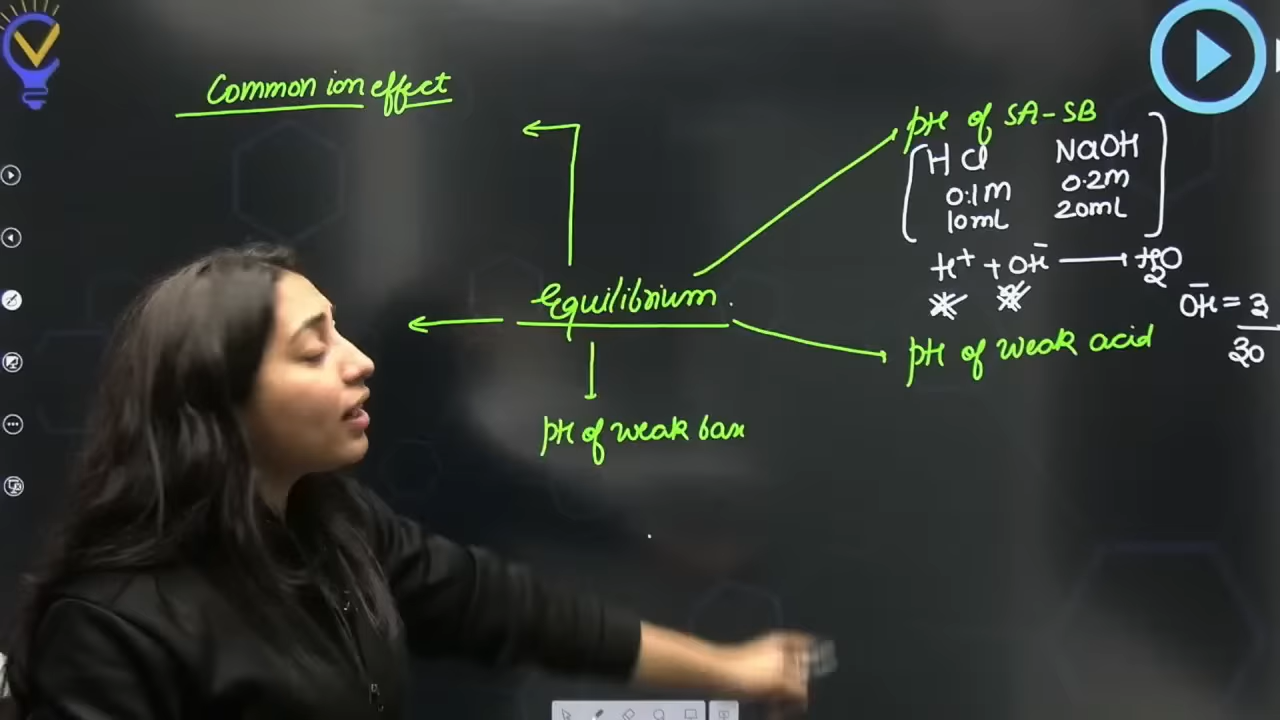 Common ion effect
pH of SA-SB
HCl NaOH
0.1M 0.2M
10mL 20mL
H⁺ + OH⁻ → H₂O
OH⁻ = 3
30
Equilibrium.
pH of weak acid
pH of weak base